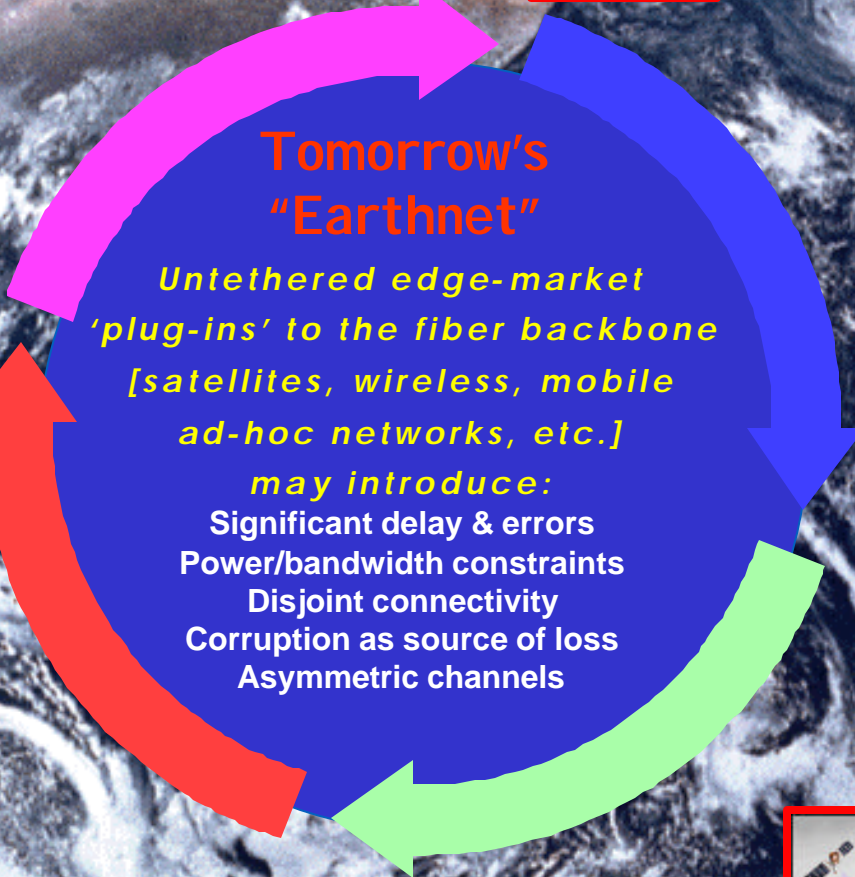 Tomorrow's
"Earthnet"
Untethered edge-market
'plug-ins' to the fiber backbone
[satellites, wireless, mobile
ad-hoc networks, etc.]
may introduce:
Significant delay & errors
Power/bandwidth constraints
Disjoint connectivity
Corruption as source of loss
Asymmetric channels